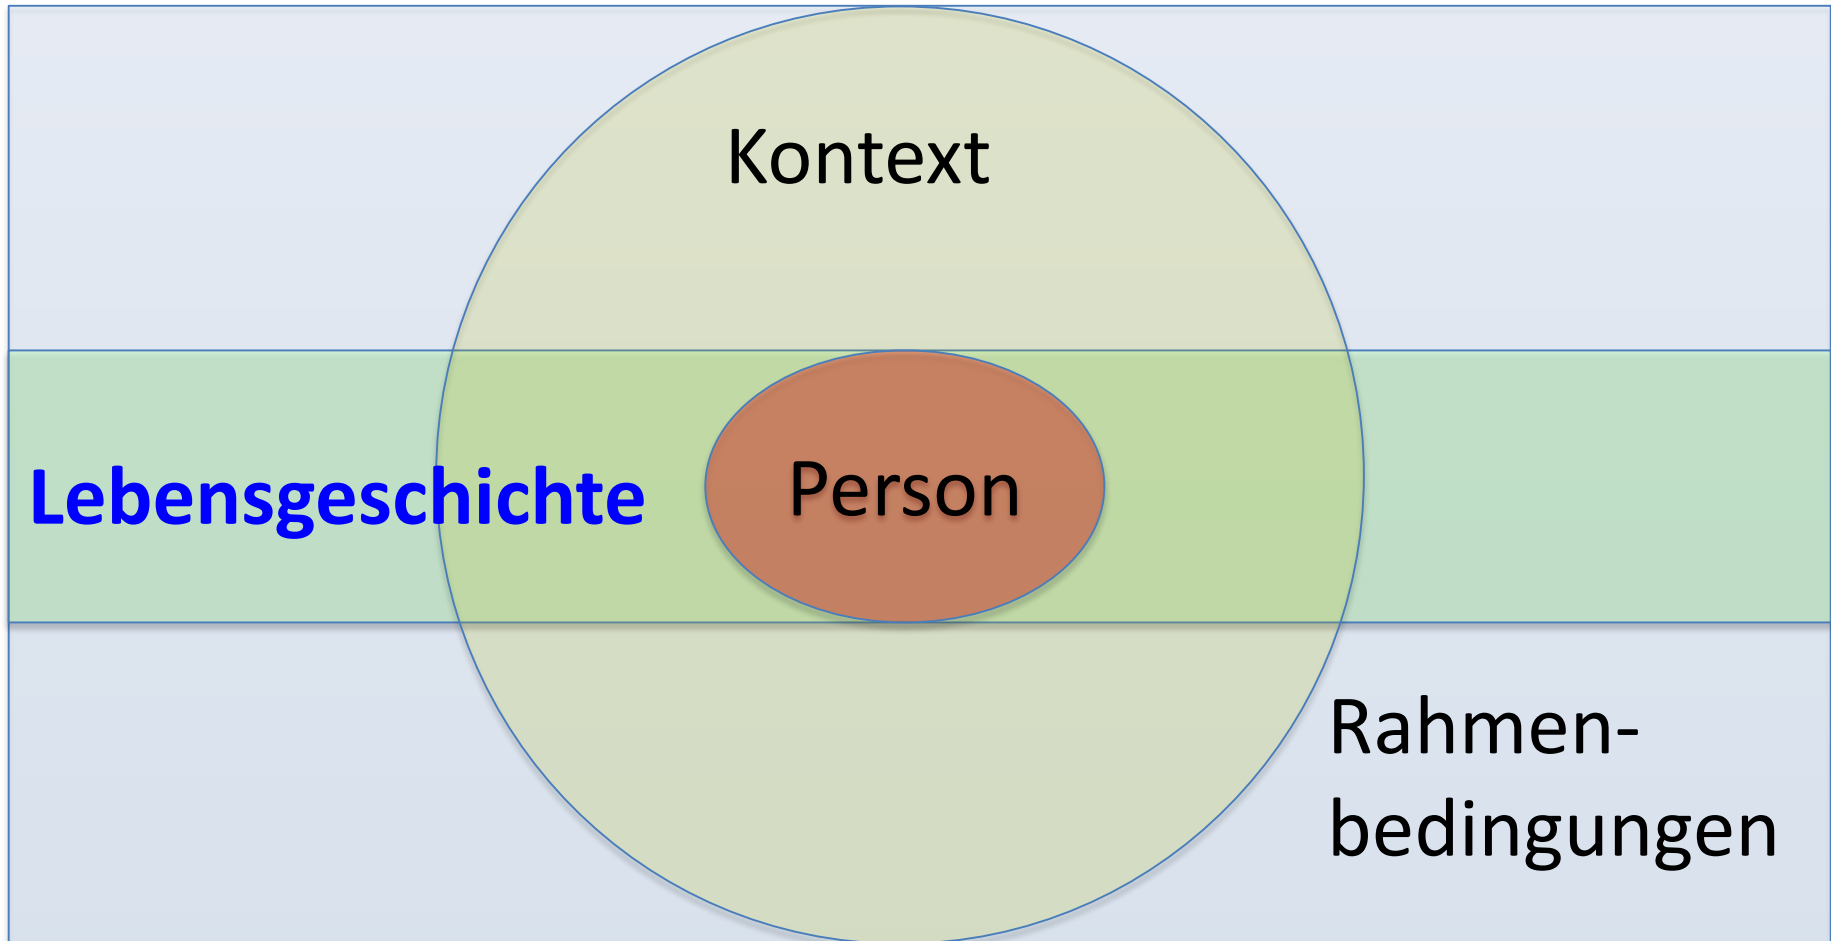 Kontext
Lebensgeschichte
Person
Rahmen-
bedingungen